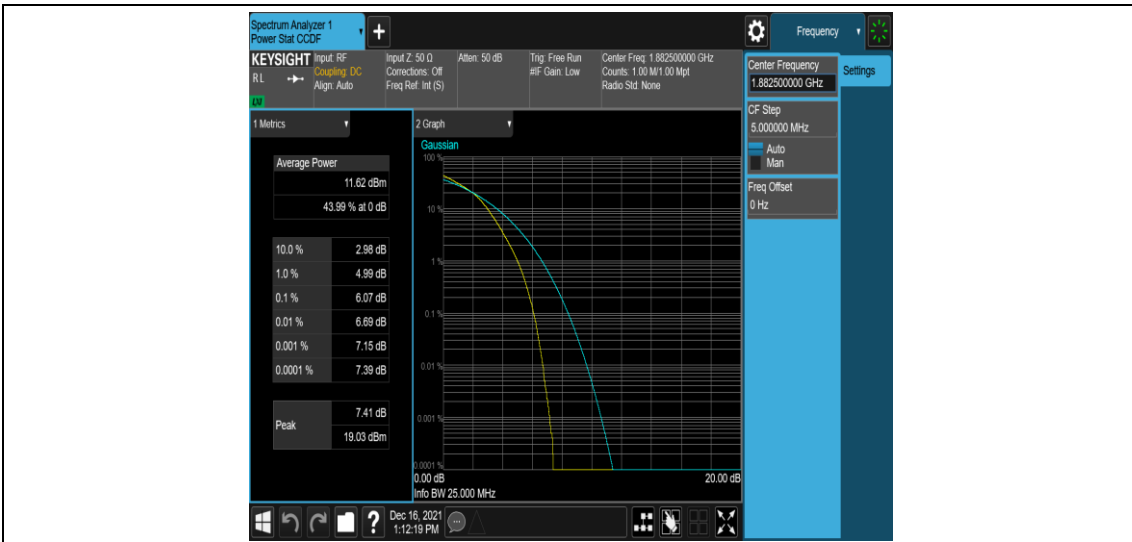 Spectrum Analyzer 1
Power Stat CCDF
Frequency
KEYSIGHT
RL
LXI
Input: RF
Coupling: DC
Align: Auto
Input Z: 50 Ω
Corrections: Off
Freq Ref: Int (S)
Atten: 50 dB
Trig: Free Run
#IF Gain: Low
Center Freq: 1.882500000 GHz
Counts: 1.00 M/1.00 Mpt
Radio Std: None
Center Frequency
1.882500000 GHz
Settings
CF Step
5.000000 MHz
Auto
Man
Freq Offset
0 Hz
1 Metrics
Average Power
11.62 dBm
43.99 % at 0 dB
10.0 % 2.98 dB
1.0 % 4.99 dB
0.1 % 6.07 dB
0.01 % 6.69 dB
0.001 % 7.15 dB
0.0001 % 7.39 dB
Peak
7.41 dB
19.03 dBm
2 Graph
Gaussian
100 %
10 %
1 %
0.1 %
0.01 %
0.001 %
0.0001 %
0.00 dB 20.00 dB
Info BW 25.000 MHz
?
Dec 16, 2021
1:12:19 PM